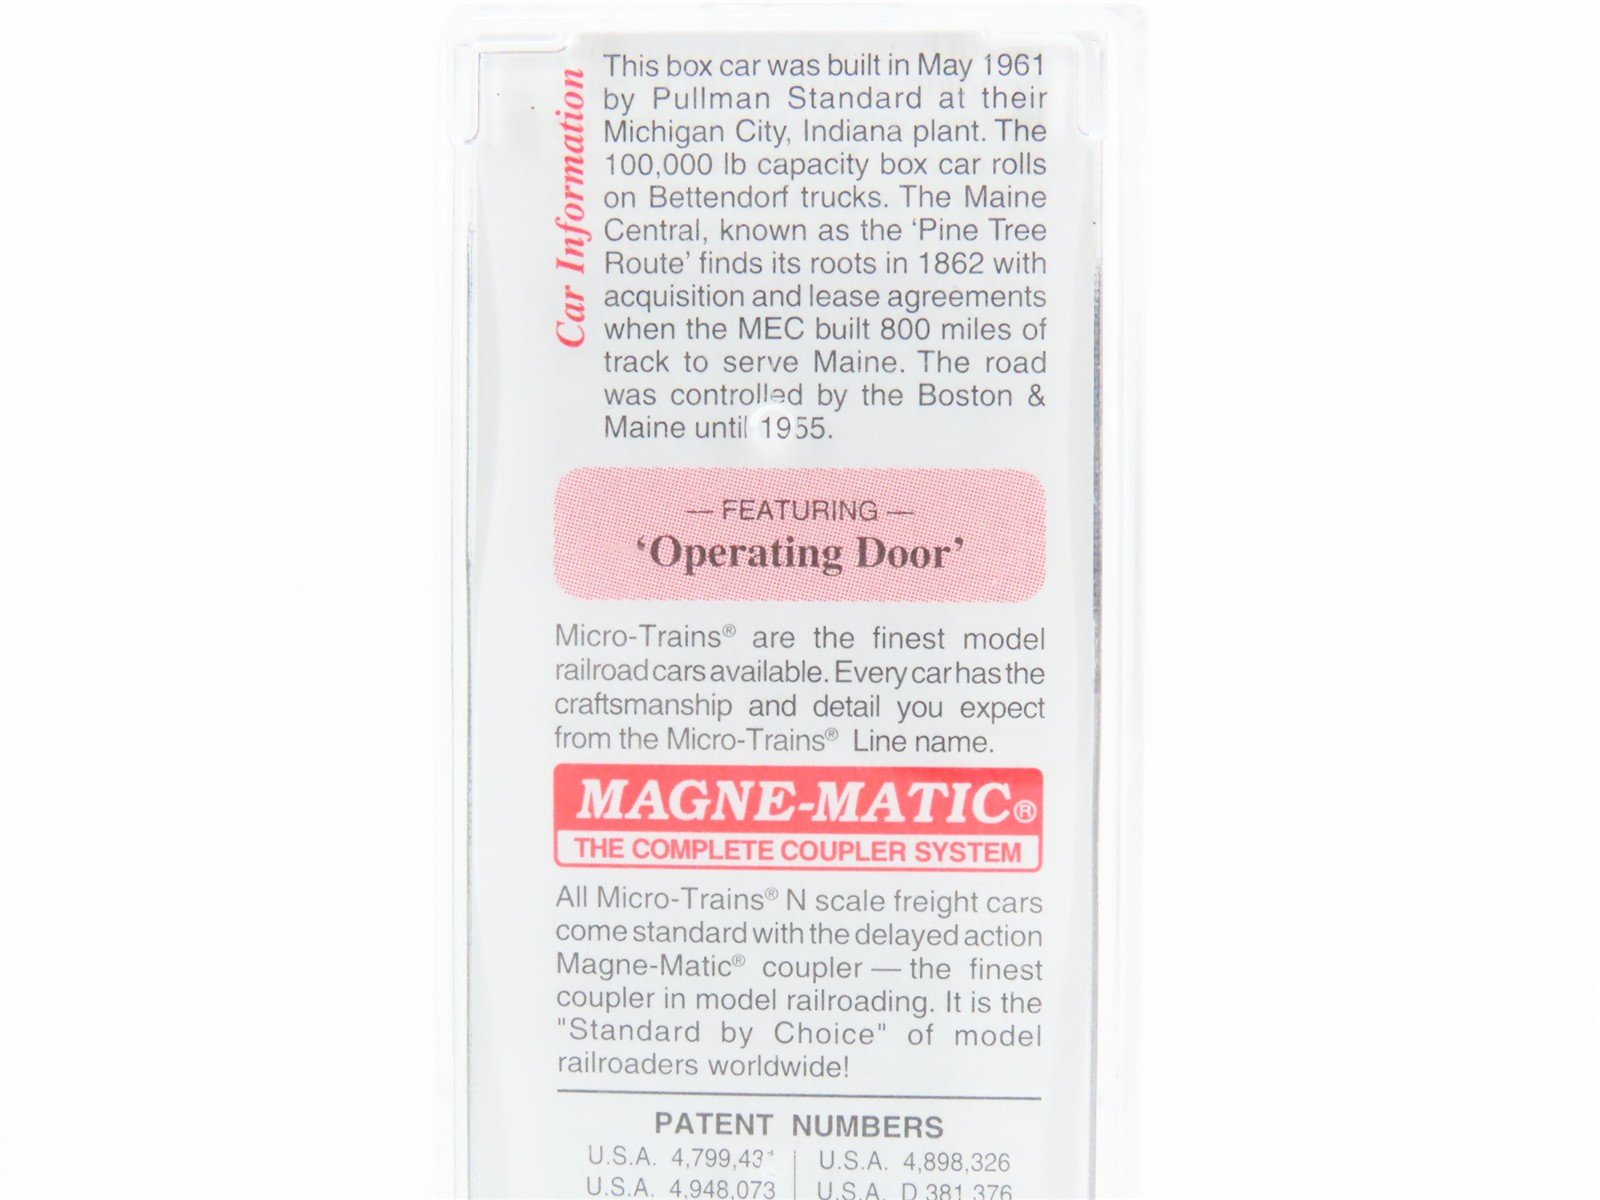 Car Information
This box car was built in May 1961
by Pullman Standard at their
Michigan City, Indiana plant. The
100,000 lb capacity box car rolls
on Bettendorf trucks. The Maine
Central, known as the ‘Pine Tree
Route’ finds its roots in 1862 with
acquisition and lease agreements
when the MEC built 800 miles of
track to serve Maine. The road
was controlled by the Boston &
Maine until 1955.
— FEATURING —
‘Operating Door’
Micro-Trains® are the finest model
railroad cars available. Every car has the
craftsmanship and detail you expect
from the Micro-Trains® Line name.
MAGNE-MATIC®
THE COMPLETE COUPLER SYSTEM
All Micro-Trains® N scale freight cars
come standard with the delayed action
Magne-Matic® coupler — the finest
coupler in model railroading. It is the
"Standard by Choice" of model
railroaders worldwide!
PATENT NUMBERS
U.S.A. 4,799,431 U.S.A. 4,898,326
U.S.A. 4,948,073 U.S.A. D 381,376